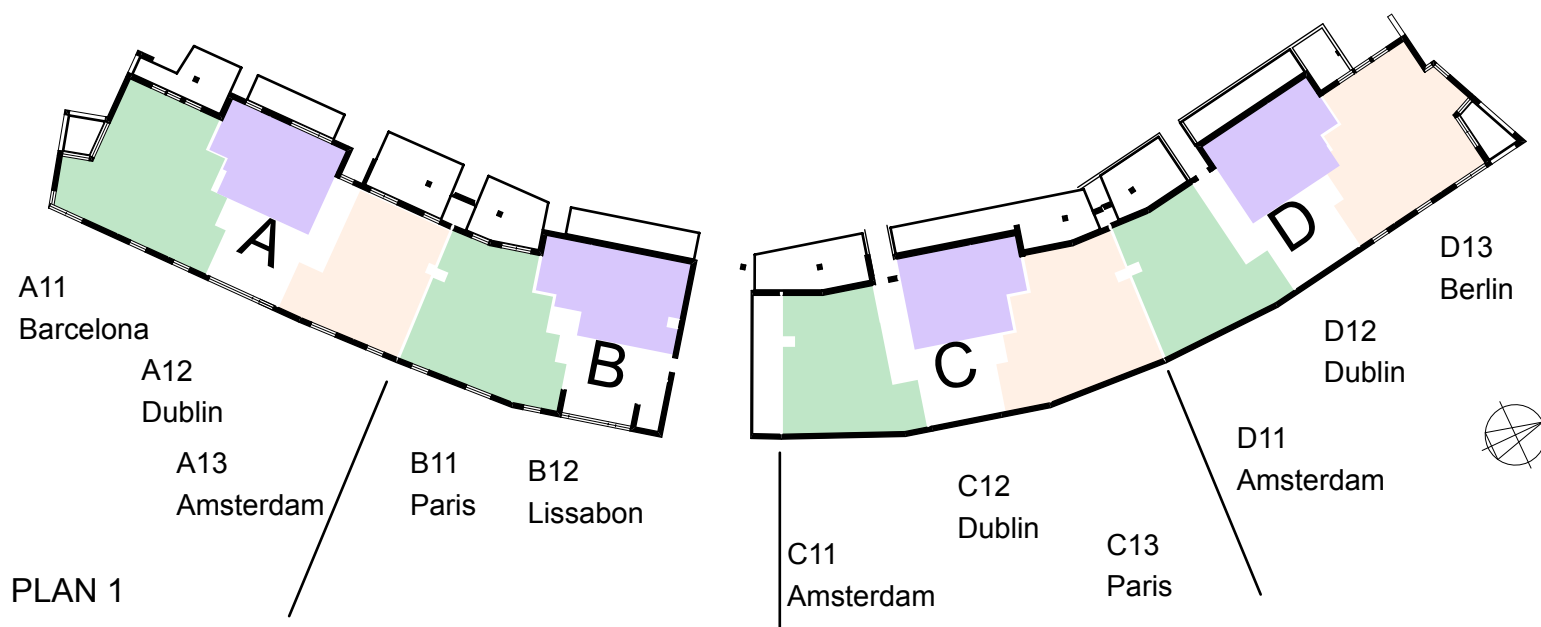 A
B
C
D
A11
Barcelona
A12
Dublin
A13
Amsterdam
B11
Paris
B12
Lissabon
C11
Amsterdam
C12
Dublin
C13
Paris
D11
Amsterdam
D12
Dublin
D13
Berlin
PLAN 1